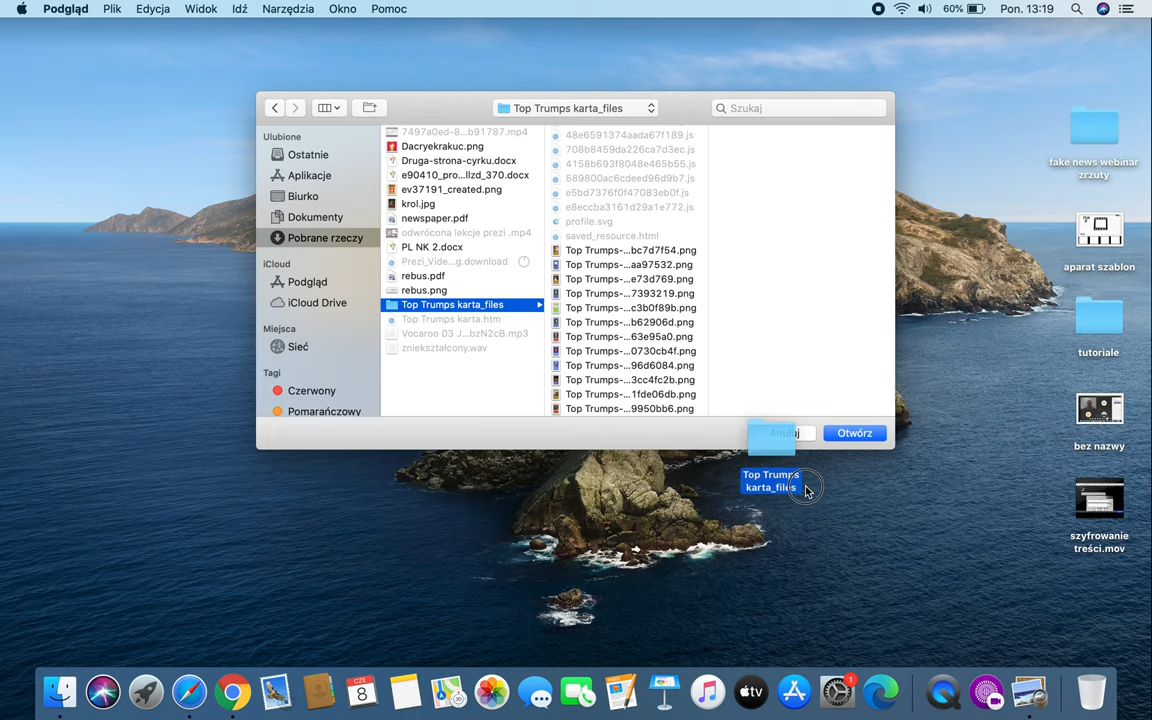 Podgląd Plik Edycja Widok Idź Narzędzia Okno Pomoc 60% Pon. 13:19
Top Trumps karta_files
Szukaj
Ulubione
Ostatnie
Aplikacje
Biurko
Dokumenty
Pobrane rzeczy
iCloud
Podgląd
iCloud Drive
Miejsca
Sieć
Tagi
Czerwony
Pomarańczowy
7497a0ed-8...b91787.mp4
Dacryekrakuc.png
Druga-strona-cyrku.docx
e90410_pro...llzd_370.docx
ev37191_created.png
krol.jpg
newspaper.pdf
odwrócona lekcje prezi .mp4
PL NK 2.docx
Prezi_Vide...g.download
rebus.pdf
rebus.png
Top Trumps karta_files
Top Trumps karta.htm
Vocaroo 03 J...bzN2cB.mp3
zniekształcony.wav
48e6591374aada67f189.js
708b8459da226ca7d3ec.js
4158b693f8048e465b55.js
589800ac6cdeed96d9b7.js
e5bd7376f0f47083eb0f.js
e8eccba3161d29a1e772.js
profile.svg
saved_resource.html
Top Trumps-...bc7d7f54.png
Top Trumps-...aa97532.png
Top Trumps-...e73d769.png
Top Trumps-...7393219.png
Top Trumps-...c3b0f89b.png
Top Trumps-...b62906d.png
Top Trumps-...63e95a0.png
Top Trumps-...0730cb4f.png
Top Trumps-...96d6084.png
Top Trumps-...3cc4fc2b.png
Top Trumps-...1fde06db.png
Top Trumps-...9950bb6.png
Anuluj
Otwórz
Top Trumps
karta_files
fake news webinar
zrzuty
aparat szablon
tutoriale
bez nazwy
szyfrowanie
treści.mov
CZE
8
30
tv
1